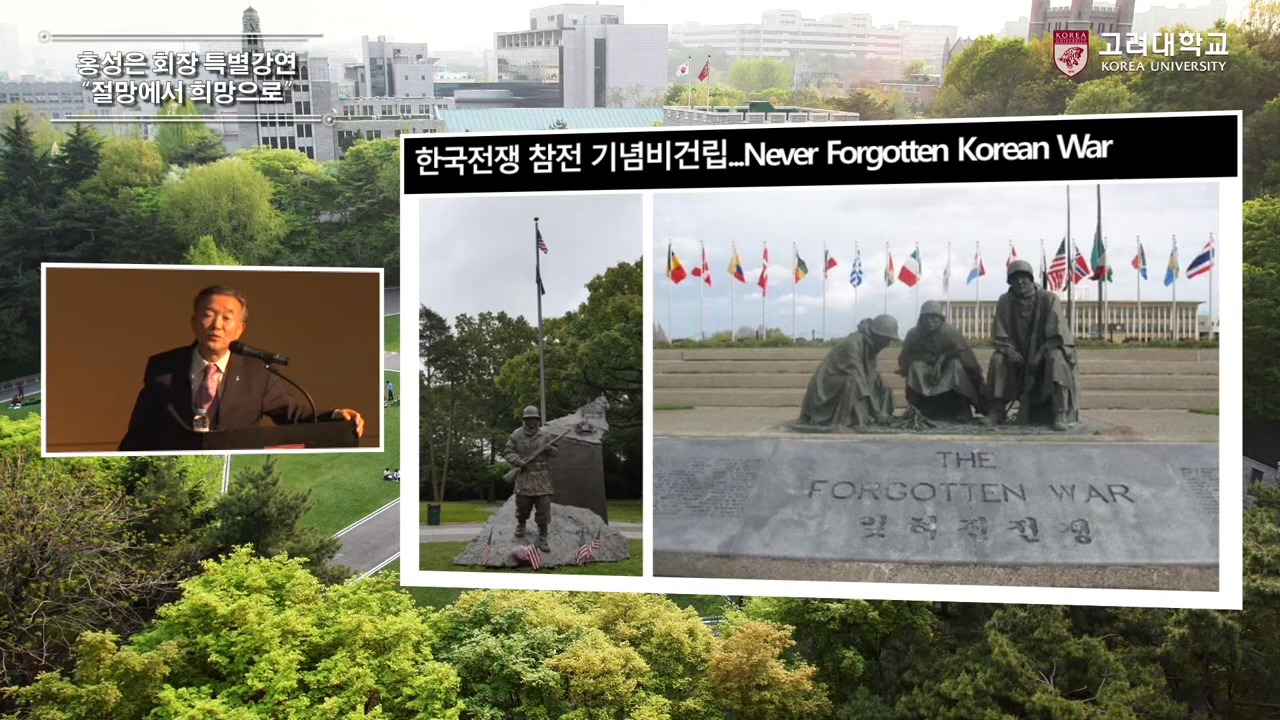 홍성은 회장 특별강연
“절망에서 희망으로”
KOREA
고려대학교
KOREA UNIVERSITY
한국전쟁 참전 기념비건립...Never Forgotten Korean War
THE
FORGOTTEN WAR
잊혀진전쟁